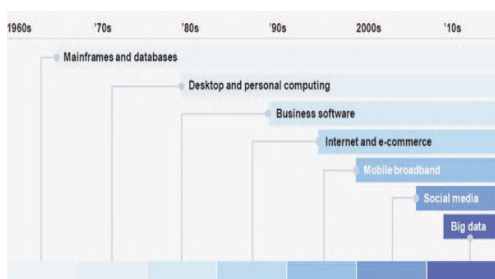 1960s ’70s ’80s ’90s 2000s ’10s
Mainframes and databases
Desktop and personal computing
Business software
Internet and e-commerce
Mobile broadband
Social media
Big data